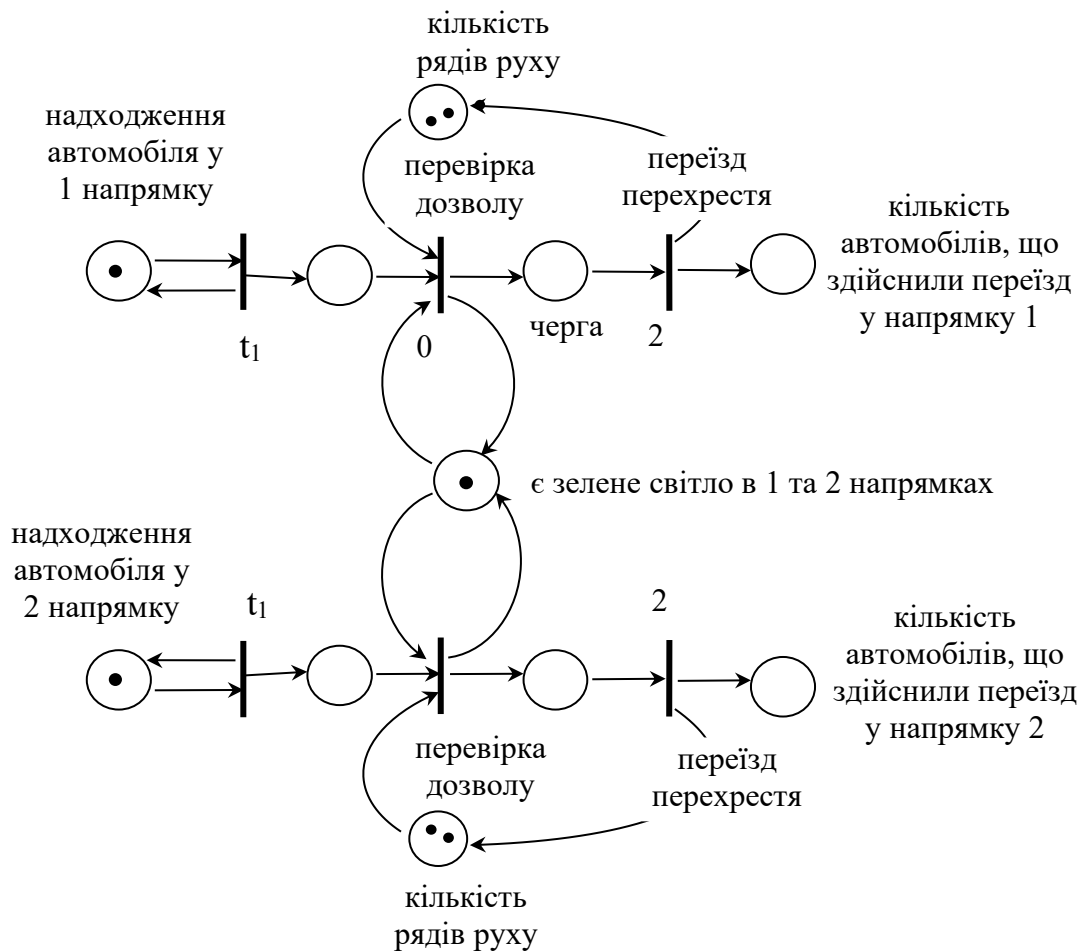 кількість
рядів руху
надходження
автомобіля у
1 напрямку
перевірка
дозволу
переїзд
перехрестя
кількість
автомобілів, що
здійснили переїзд
у напрямку 1
t1
0
черга
2
є зелене світло в 1 та 2 напрямках
надходження
автомобіля у
2 напрямку
t1
2
кількість
автомобілів, що
здійснили переїзд
у напрямку 2
перевірка
дозволу
переїзд
перехрестя
кількість
рядів руху